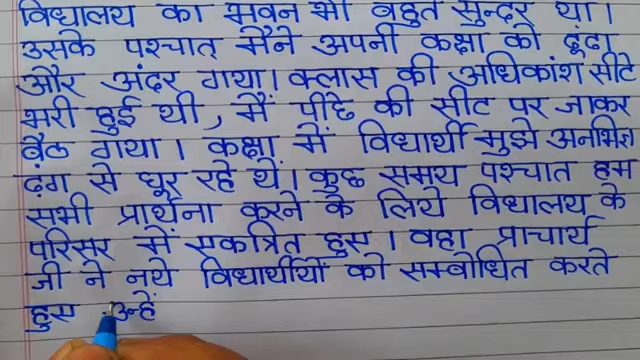 विद्यालय का भवन भी बहुत सुन्दर था।
उसके पश्चात् मैने अपनी कक्षा को ढूंढा
और अंदर गया। क्लास की अधिकांश सीटे
भरी हुई थी, मैं पीछे की सीट पर जाकर
बैठ गया। कक्षा में विधार्थी मुझे अनभिज्ञ
ढ़ंग से घूर रहे थें। कुछ समय पश्चात हम
सभी प्रार्थना करने के लिये विद्यालय के
परिसर में एकत्रित हुए। वहा प्राचार्य
जी ने नये विधार्थीयों को सम्बोधित करते
हुए उन्हें